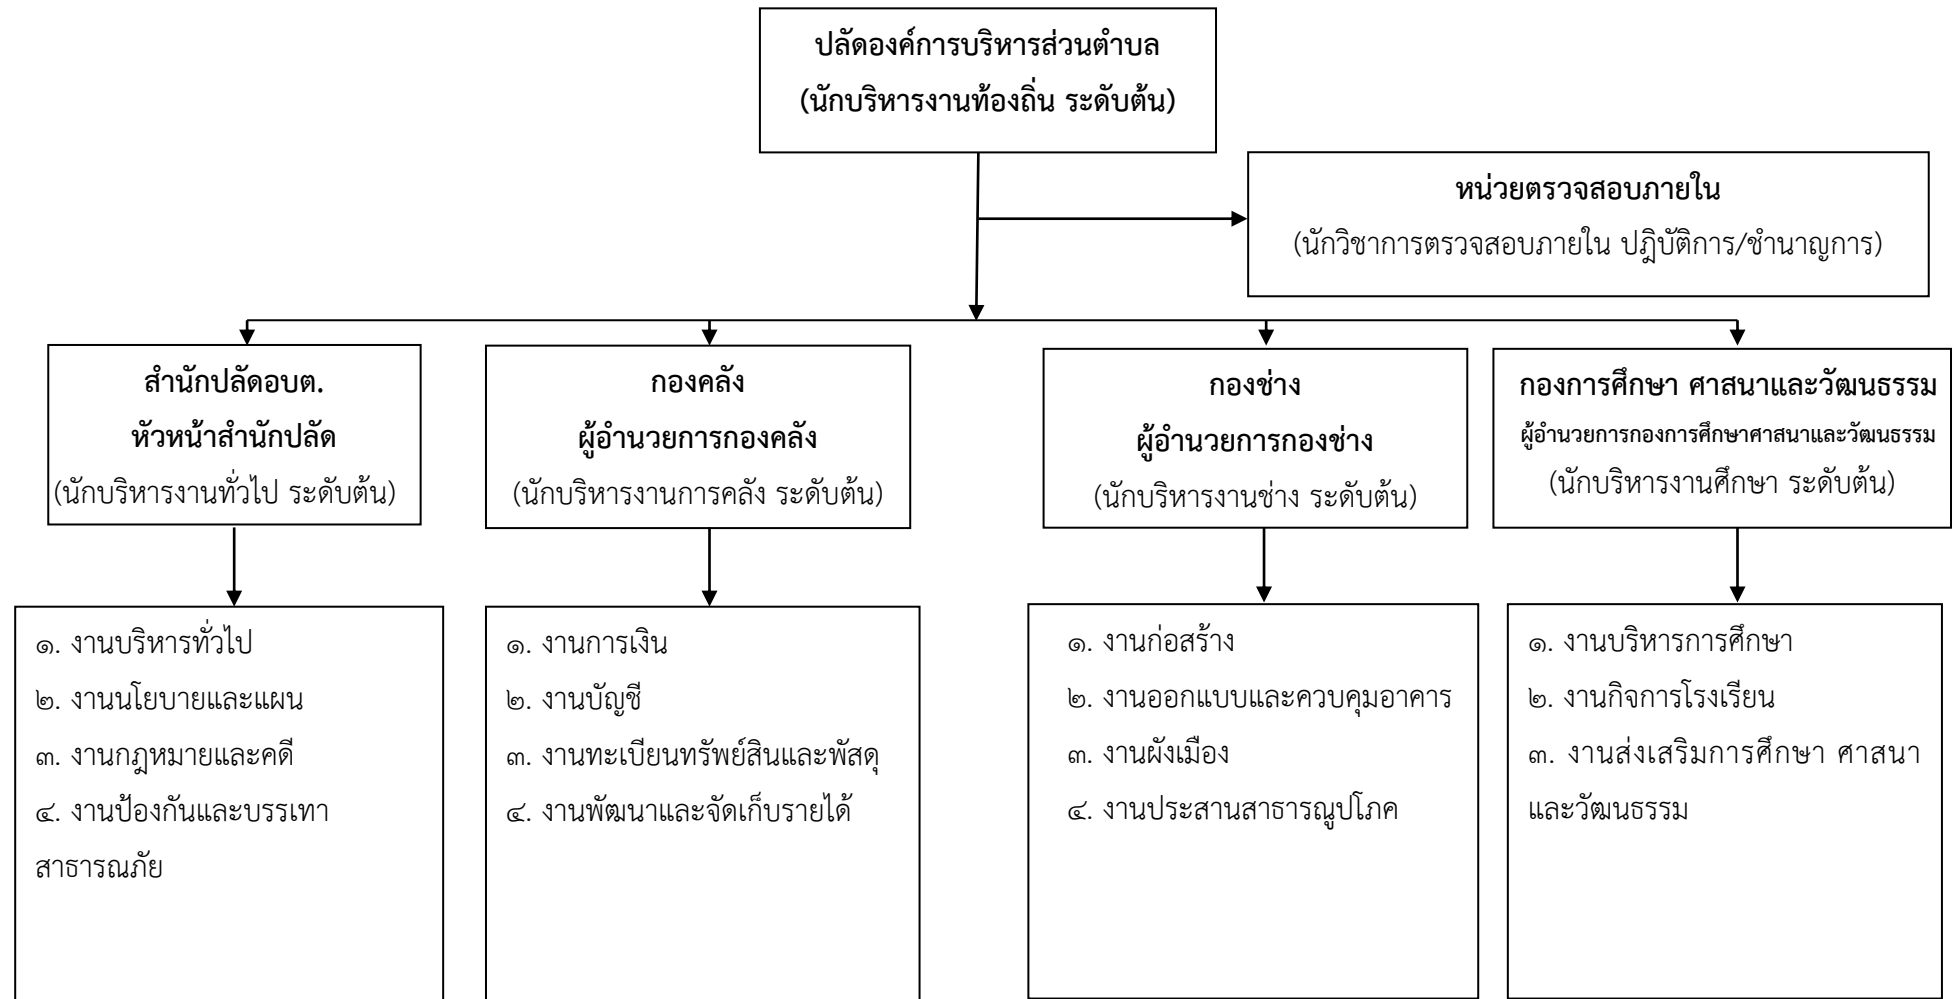 ปลัดองค์การบริหารส่วนตำบล
(นักบริหารงานท้องถิ่น ระดับต้น)
หน่วยตรวจสอบภายใน
(นักวิชาการตรวจสอบภายใน ปฎิบัติการ/ชำนาญการ)
สำนักปลัดอบต.
หัวหน้าสำนักปลัด
(นักบริหารงานทั่วไป ระดับต้น)
กองคลัง
ผู้อำนวยการกองคลัง
(นักบริหารงานการคลัง ระดับต้น)
กองช่าง
ผู้อำนวยการกองช่าง
(นักบริหารงานช่าง ระดับต้น)
กองการศึกษา ศาสนาและวัฒนธรรม
ผู้อำนวยการกองการศึกษาศาสนาและวัฒนธรรม
(นักบริหารงานศึกษา ระดับต้น)
๑. งานบริหารทั่วไป
๒. งานนโยบายและแผน
๓. งานกฎหมายและคดี
๔. งานป้องกันและบรรเทา
สาธารณภัย
๑. งานการเงิน
๒. งานบัญชี
๓. งานทะเบียนทรัพย์สินและพัสดุ
๔. งานพัฒนาและจัดเก็บรายได้
๑. งานก่อสร้าง
๒. งานออกแบบและควบคุมอาคาร
๓. งานผังเมือง
๔. งานประสานสาธารณูปโภค
๑. งานบริหารการศึกษา
๒. งานกิจการโรงเรียน
๓. งานส่งเสริมการศึกษา ศาสนา
และวัฒนธรรม